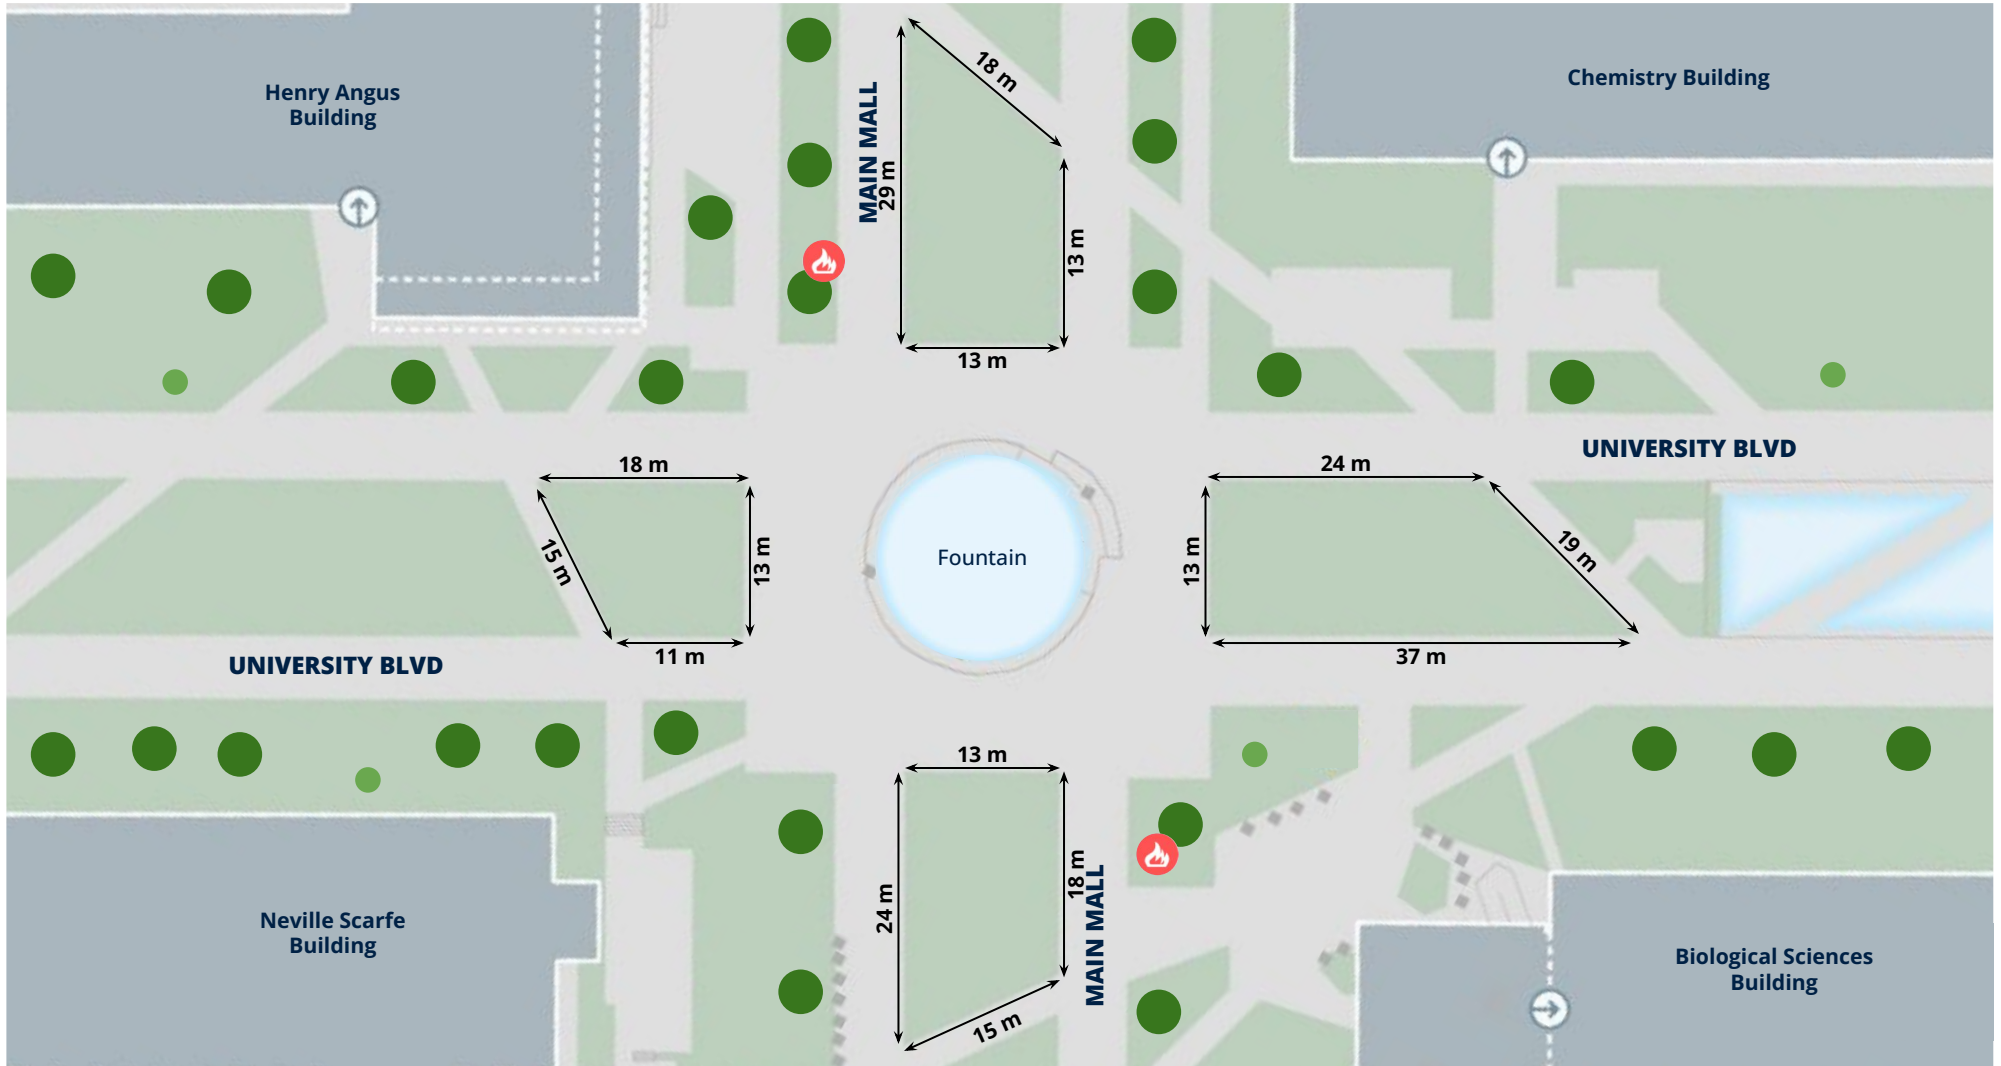 Henry Angus
Building
Chemistry Building
MAIN MALL
29 m
18 m
13 m
13 m
UNIVERSITY BLVD
18 m
15 m
13 m
11 m
Fountain
24 m
13 m
19 m
37 m
UNIVERSITY BLVD
13 m
24 m
18 m
15 m
MAIN MALL
Neville Scarfe
Building
Biological Sciences
Building